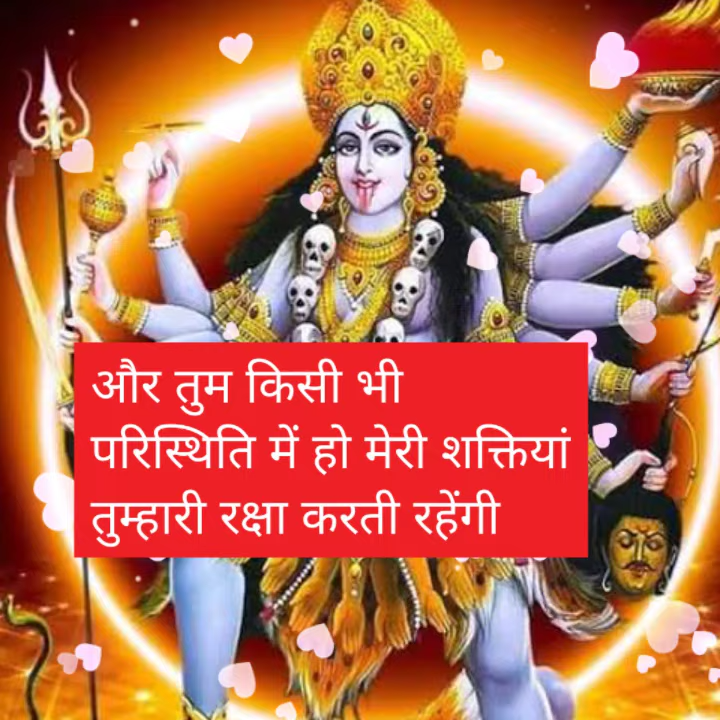 और तुम किसी भी
परिस्थिति में हो मेरी शक्तियां
तुम्हारी रक्षा करती रहेंगी